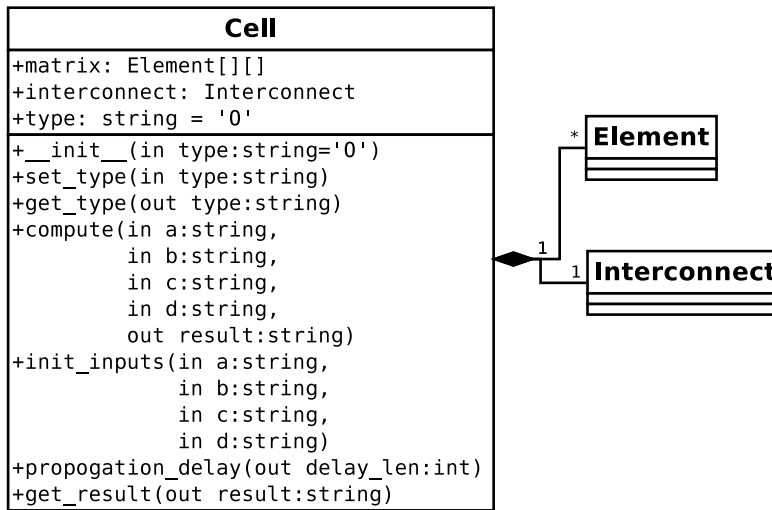 Cell
+matrix: Element[][]
+interconnect: Interconnect
+type: string = 'O'
+__init__(in type:string='O')
+set_type(in type:string)
+get_type(out type:string)
+compute(in a:string,
in b:string,
in c:string,
in d:string,
out result:string)
+init_inputs(in a:string,
in b:string,
in c:string,
in d:string)
+propogation_delay(out delay_len:int)
+get_result(out result:string)
*
Element
1
1
Interconnect